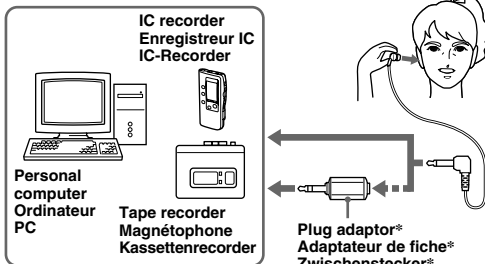 IC recorder
Enregistreur IC
IC-Recorder
Personal
computer
Ordinateur
PC
Tape recorder
Magnétophone
Kassettenrecorder
Plug adaptor*
Adaptateur de fiche*
Zwischenstecker*